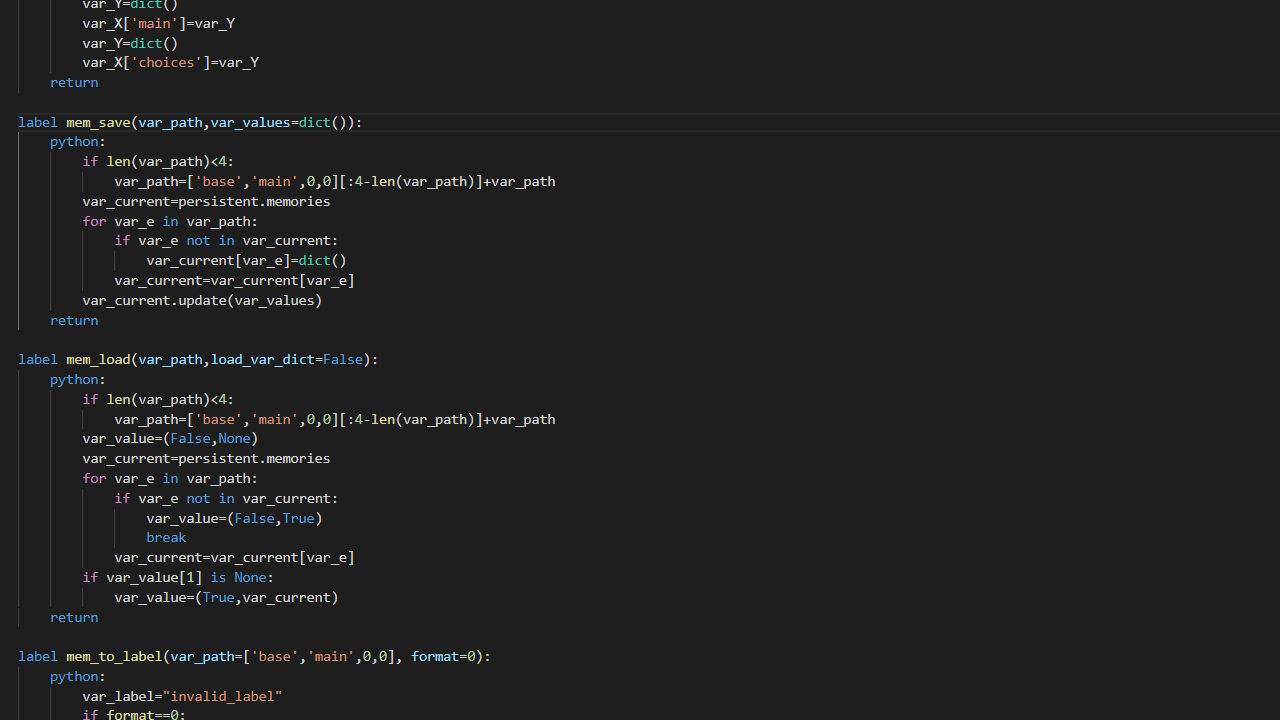 var_Y=dict()
var_X['main']=var_Y
var_Y=dict()
var_X['choices']=var_Y
return
label mem_save(var_path,var_values=dict()):
python:
if len(var_path)<4:
var_path=['base','main',0,0][:4-len(var_path)]+var_path
var_current=persistent.memories
for var_e in var_path:
if var_e not in var_current:
var_current[var_e]=dict()
var_current=var_current[var_e]
var_current.update(var_values)
return
label mem_load(var_path,load_var_dict=False):
python:
if len(var_path)<4:
var_path=['base','main',0,0][:4-len(var_path)]+var_path
var_value=(False,None)
var_current=persistent.memories
for var_e in var_path:
if var_e not in var_current:
var_value=(False,True)
break
var_current=var_current[var_e]
if var_value[1] is None:
var_value=(True,var_current)
return
label mem_to_label(var_path=['base','main',0,0], format=0):
python:
var_label="invalid_label"
if format==0: